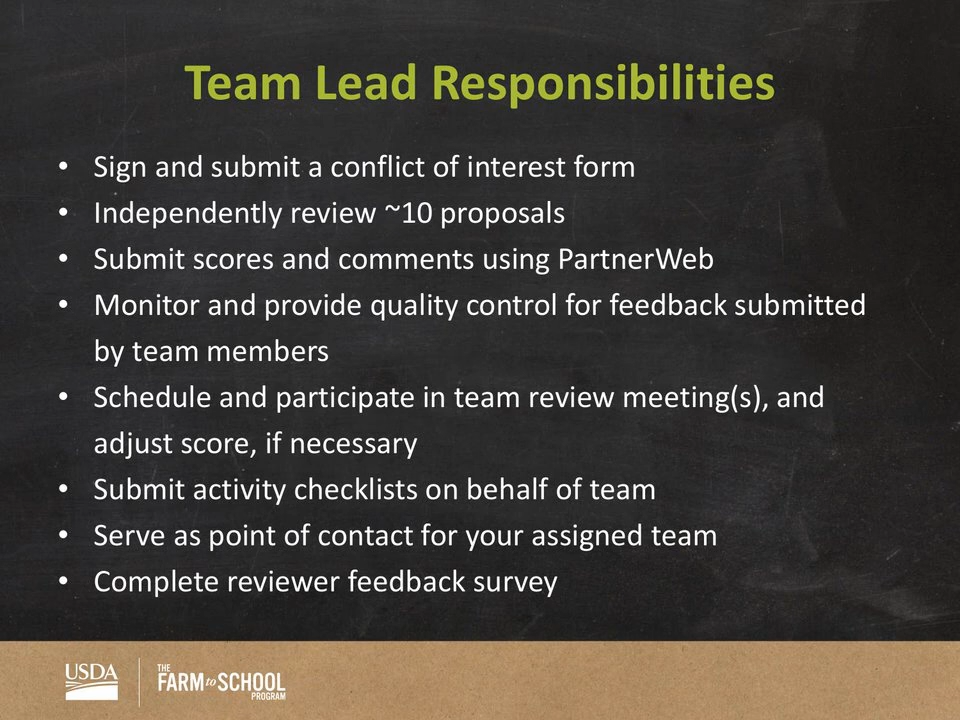 Team Lead Responsibilities
• Sign and submit a conflict of interest form
• Independently review ~10 proposals
• Submit scores and comments using PartnerWeb
• Monitor and provide quality control for feedback submitted
by team members
• Schedule and participate in team review meeting(s), and
adjust score, if necessary
• Submit activity checklists on behalf of team
• Serve as point of contact for your assigned team
• Complete reviewer feedback survey
USDA
THE
FARM to SCHOOL
PROGRAM